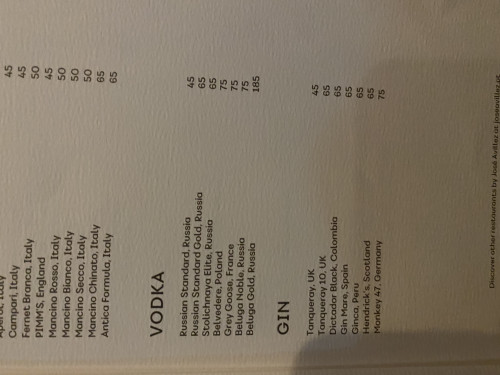 Aperol, Italy 45
Campari, Italy 45
Fernet Branca, Italy 50
PIMM'S, England 45
Mancino Rosso, Italy 50
Mancino Bianco, Italy 50
Mancino Secco, Italy 50
Mancino Chinato, Italy 65
Antica Formula, Italy 65
VODKA
Russian Standard, Russia 45
Russian Standard Gold, Russia 65
Stolichnaya Elite, Russia 65
Belvedere, Poland 75
Grey Goose, France 75
Beluga Noble, Russia 75
Beluga Gold, Russia 185
GIN
Tanqueray, UK 45
Tanqueray 10, UK 65
Dictador Black, Colombia 65
Gin Mare, Spain 65
Ginca, Peru 65
Hendrick's, Scotland 65
Monkey 47, Germany 75
Discover other restaurants by José Avillez on